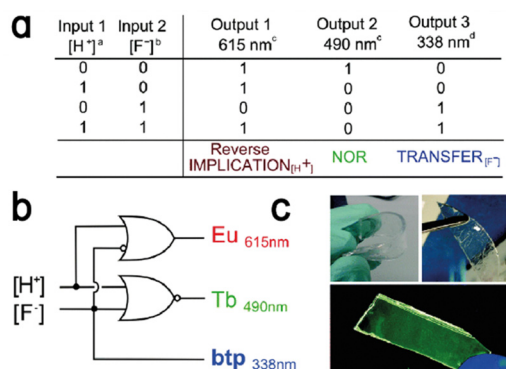 a
Input 1 Input 2 Output 1 Output 2 Output 3
[H⁺]ᵃ [F⁻]ᵇ 615 nmᶜ 490 nmᶜ 338 nmᵈ
0 0 1 1 0
1 0 1 0 0
0 1 0 0 1
1 1 1 0 1
Reverse
IMPLICATION[H⁺] NOR TRANSFER[F⁻]
b
c
Eu 615nm
[H⁺]
Tb 490nm
[F⁻]
btp 338nm